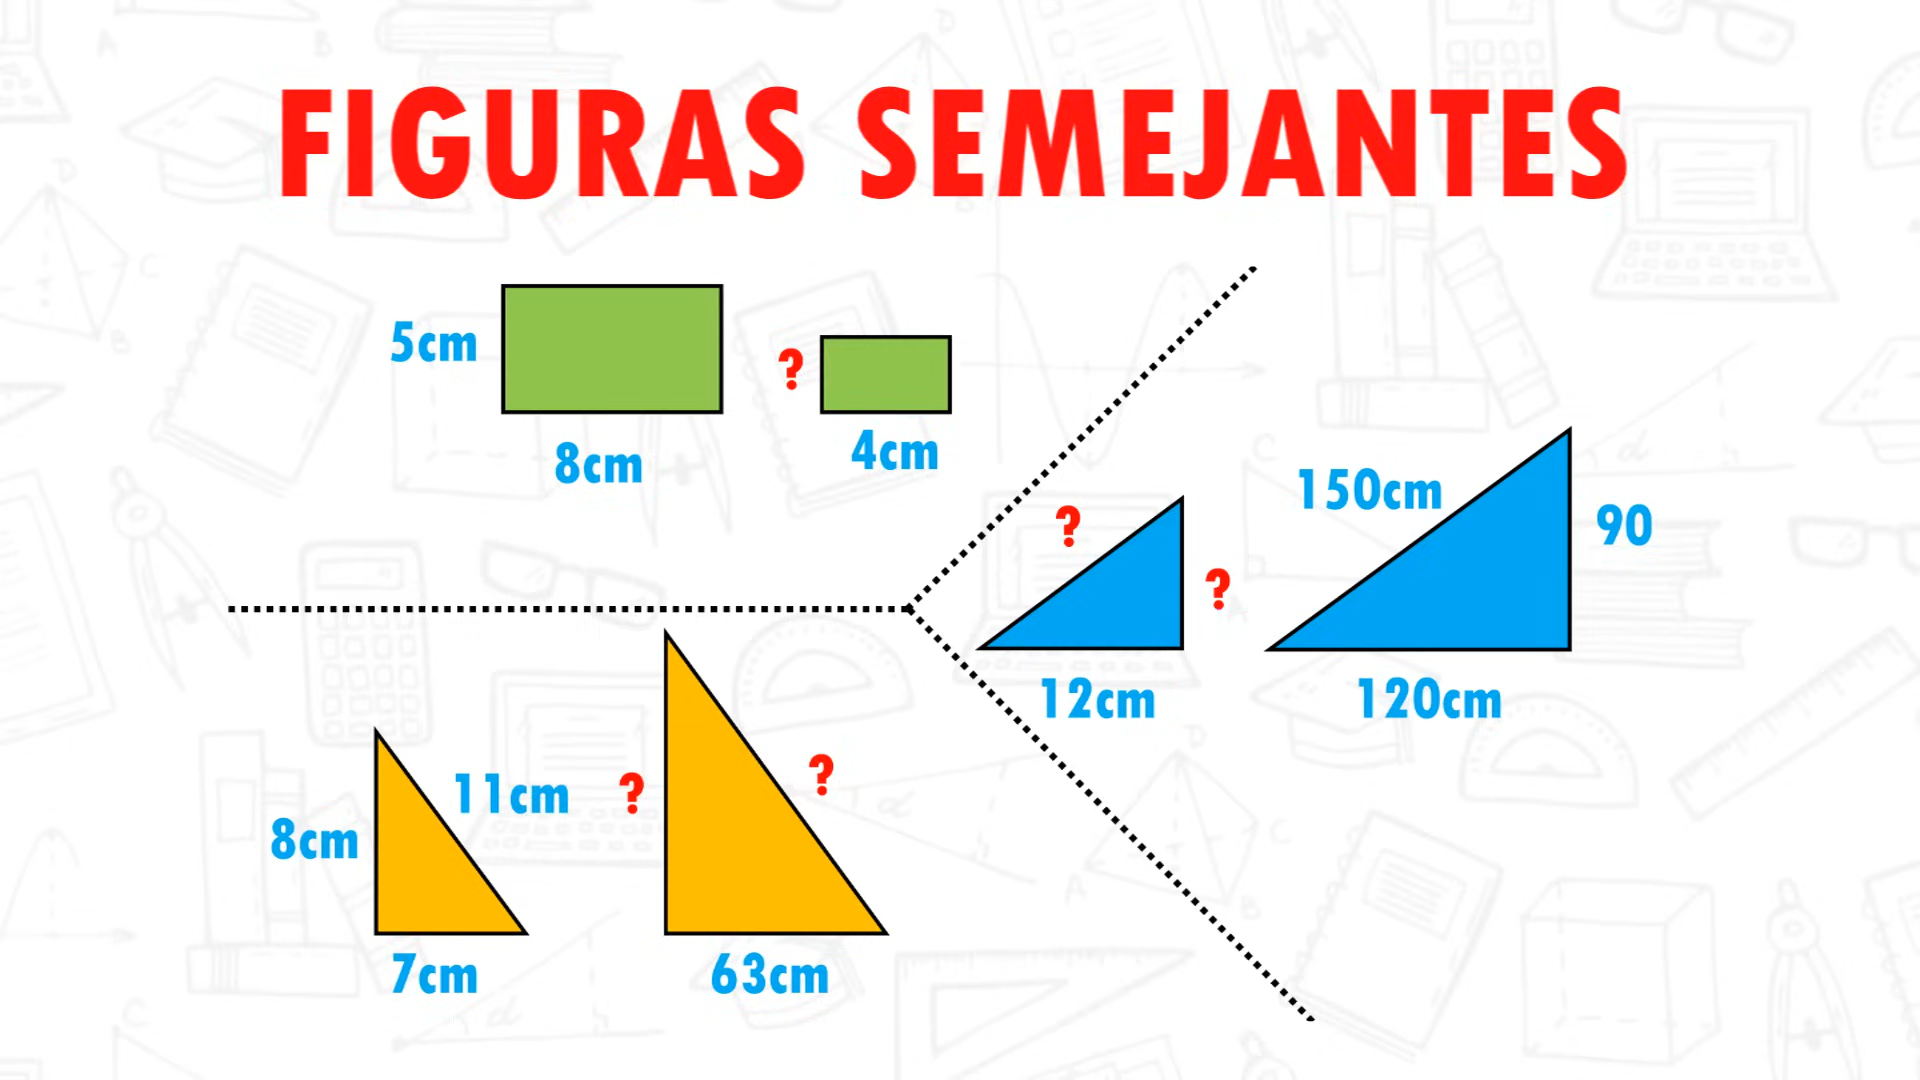 FIGURAS SEMEJANTES
5cm
?
8cm
4cm
?
150cm
90
?
12cm
120cm
8cm
11cm
?
?
7cm
63cm